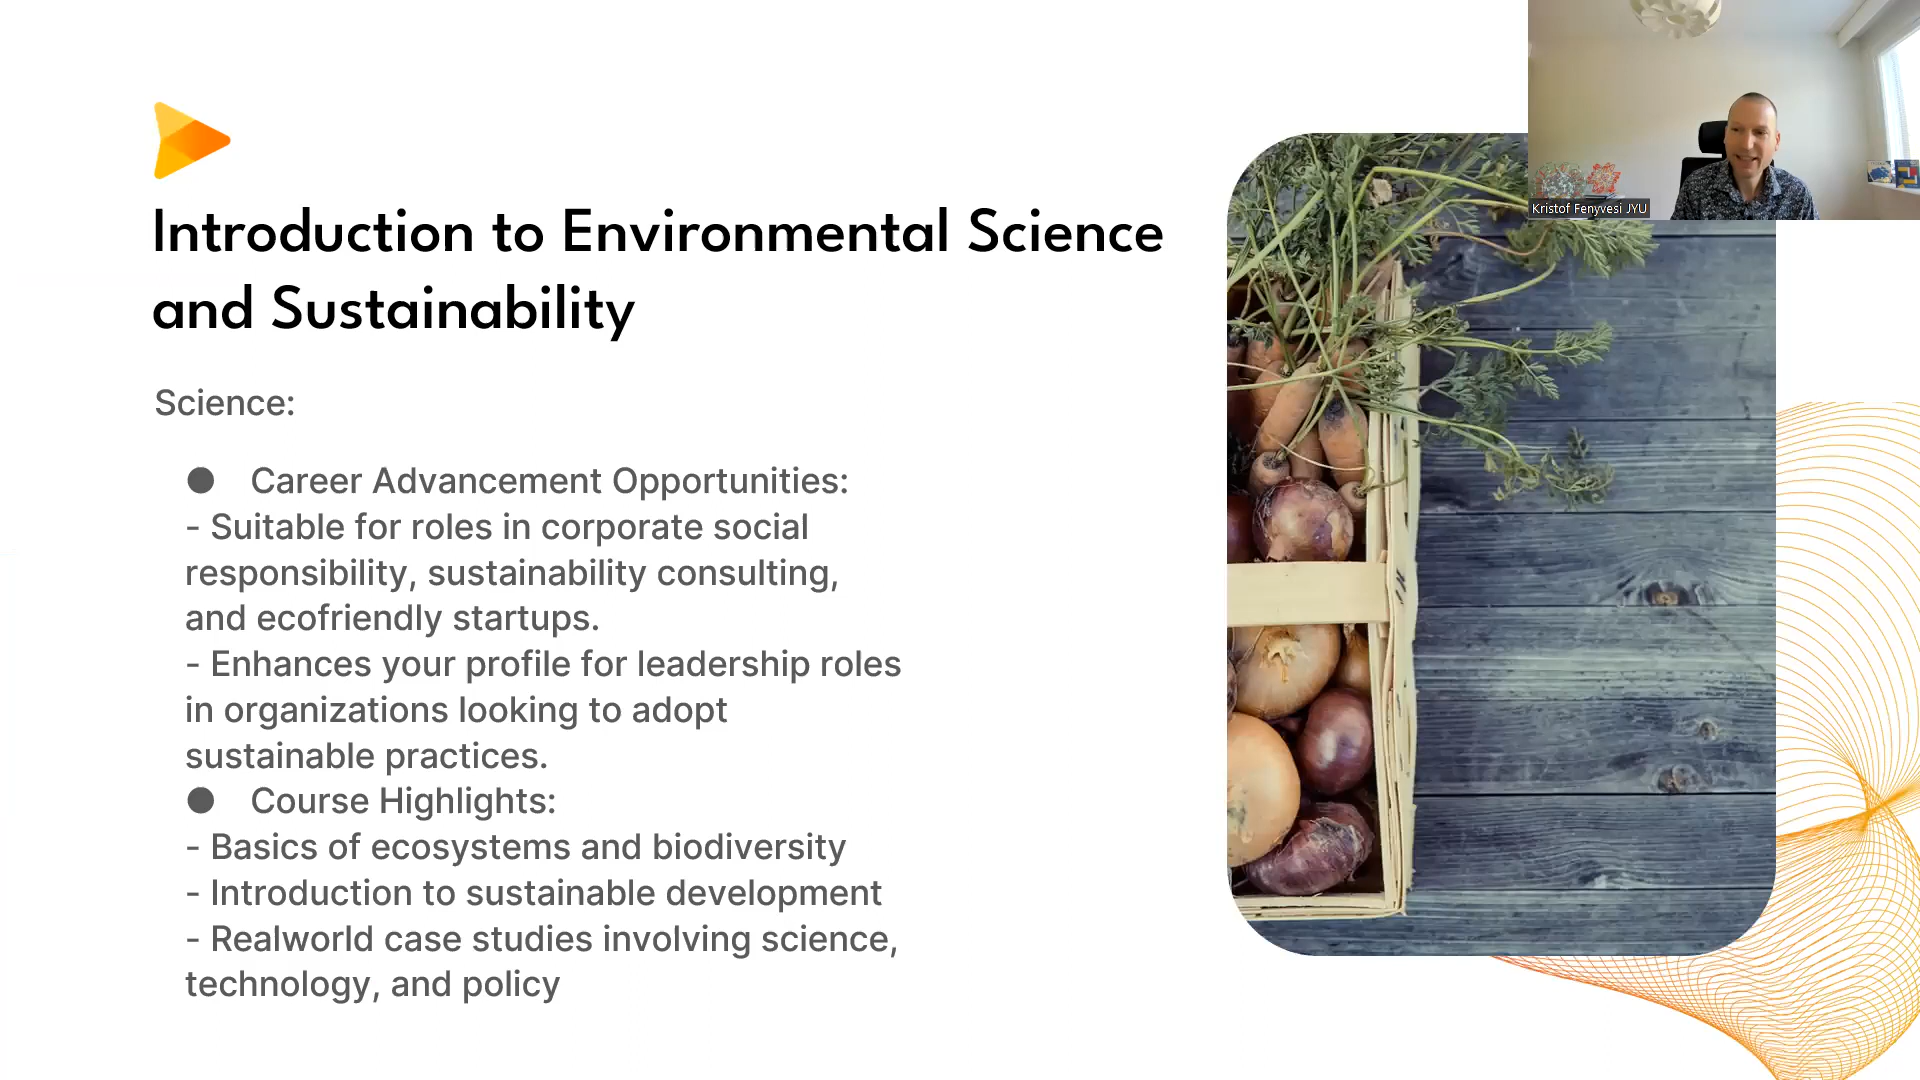 Introduction to Environmental Science
and Sustainability
Science:
● Career Advancement Opportunities:
- Suitable for roles in corporate social
responsibility, sustainability consulting,
and ecofriendly startups.
- Enhances your profile for leadership roles
in organizations looking to adopt
sustainable practices.
● Course Highlights:
- Basics of ecosystems and biodiversity
- Introduction to sustainable development
- Realworld case studies involving science,
technology, and policy
Kristof Fenyvesi JYU